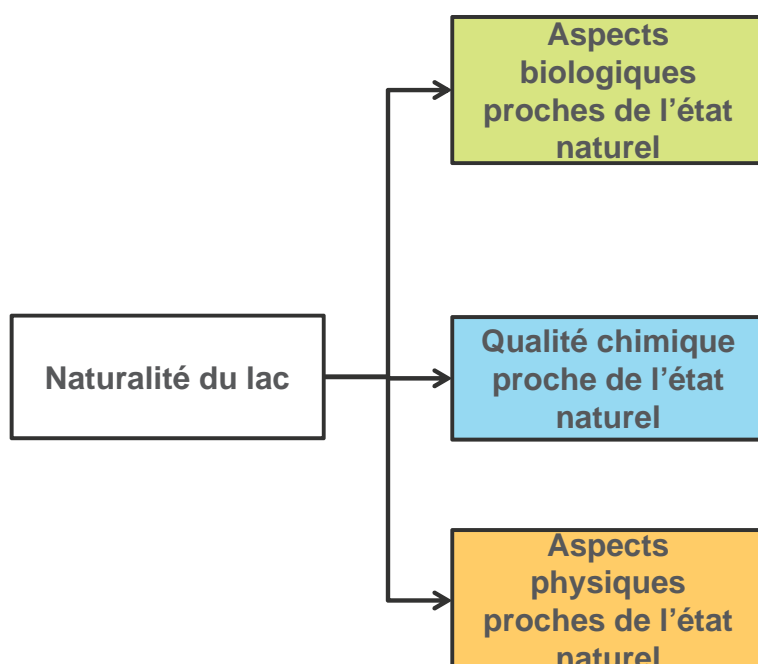 Aspects
biologiques
proches de l’état
naturel
Naturalité du lac
Qualité chimique
proche de l’état
naturel
Aspects
physiques
proches de l’état
naturel